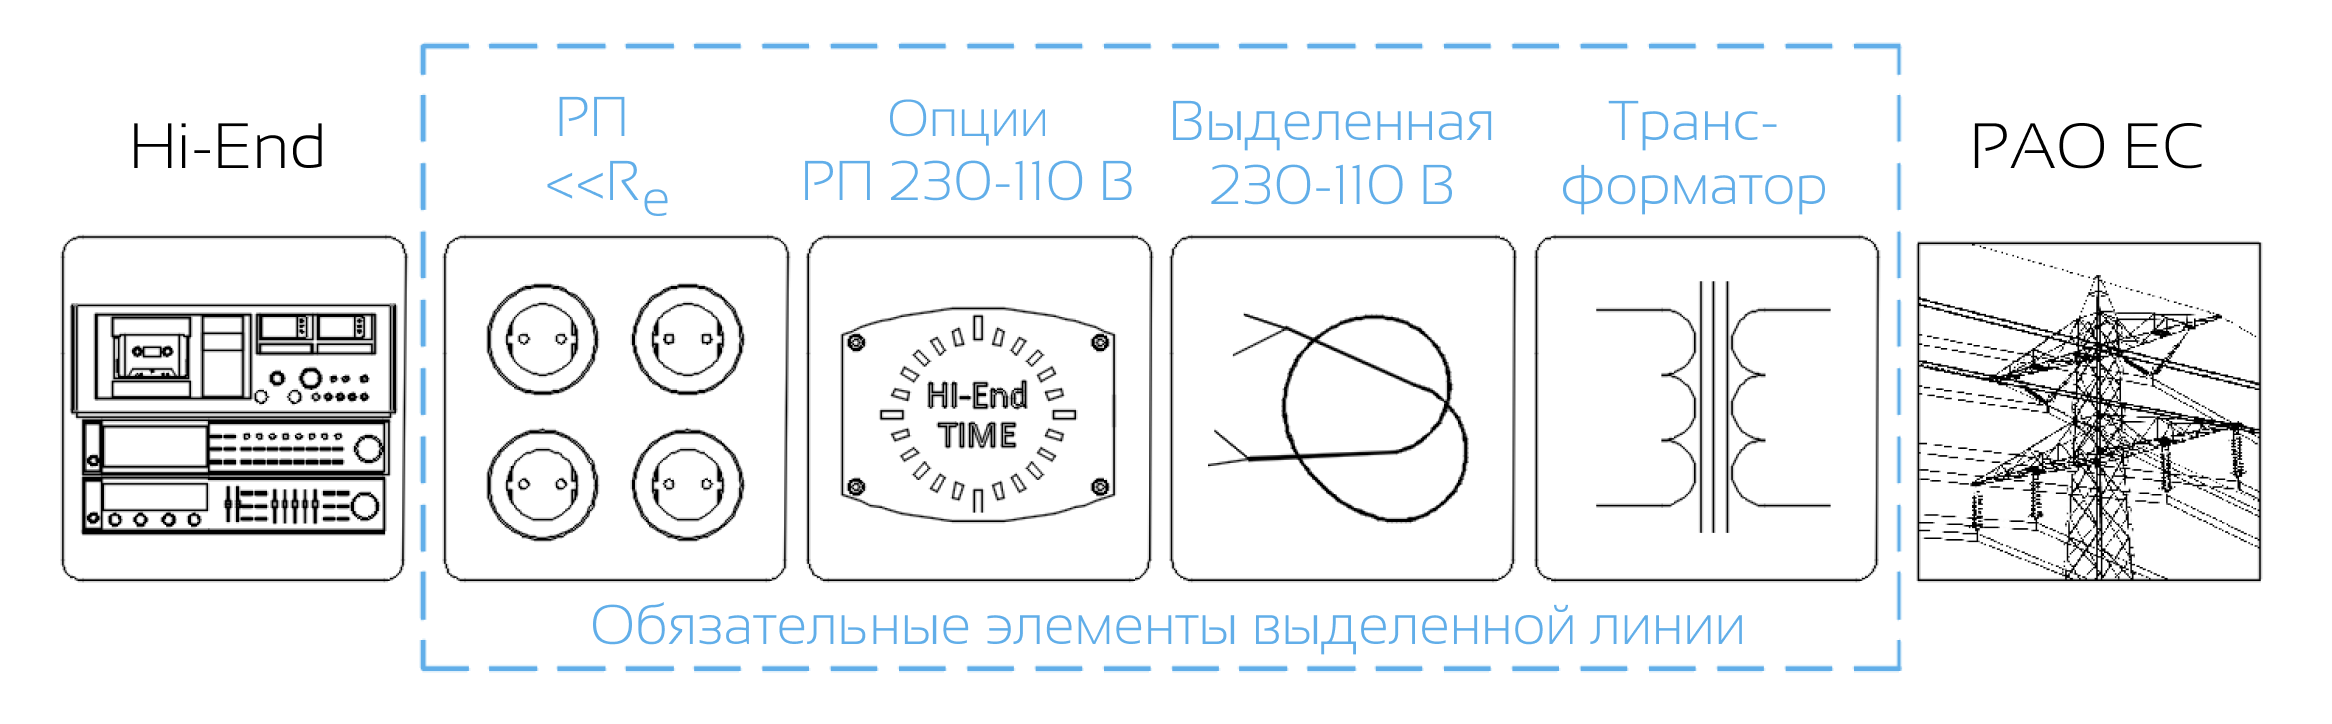 Hi-End
РП
<<Re
Опции
РП 230-110 В
Выделенная
230-110 В
Транс-
форматор
РАО ЕС
HI-End
TIME
Обязательные элементы выделенной линии